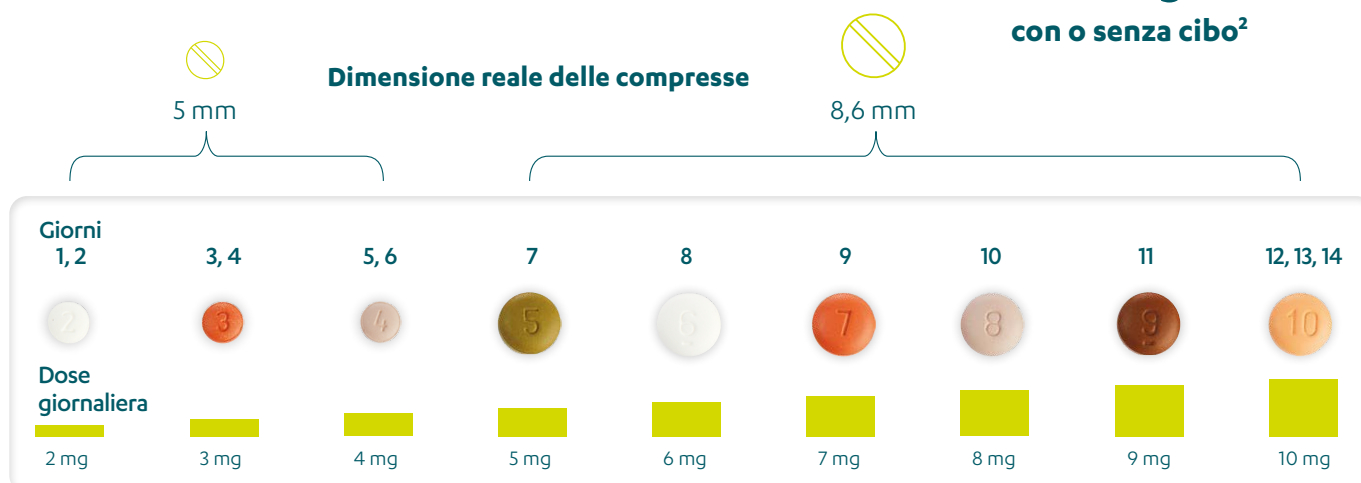 con o senza cibo²
Dimensione reale delle compresse
5 mm
8,6 mm
Giorni
1, 2 3, 4 5, 6 7 8 9 10 11 12, 13, 14
2 3 4 5 6 7 8 9 10
Dose
giornaliera
2 mg 3 mg 4 mg 5 mg 6 mg 7 mg 8 mg 9 mg 10 mg